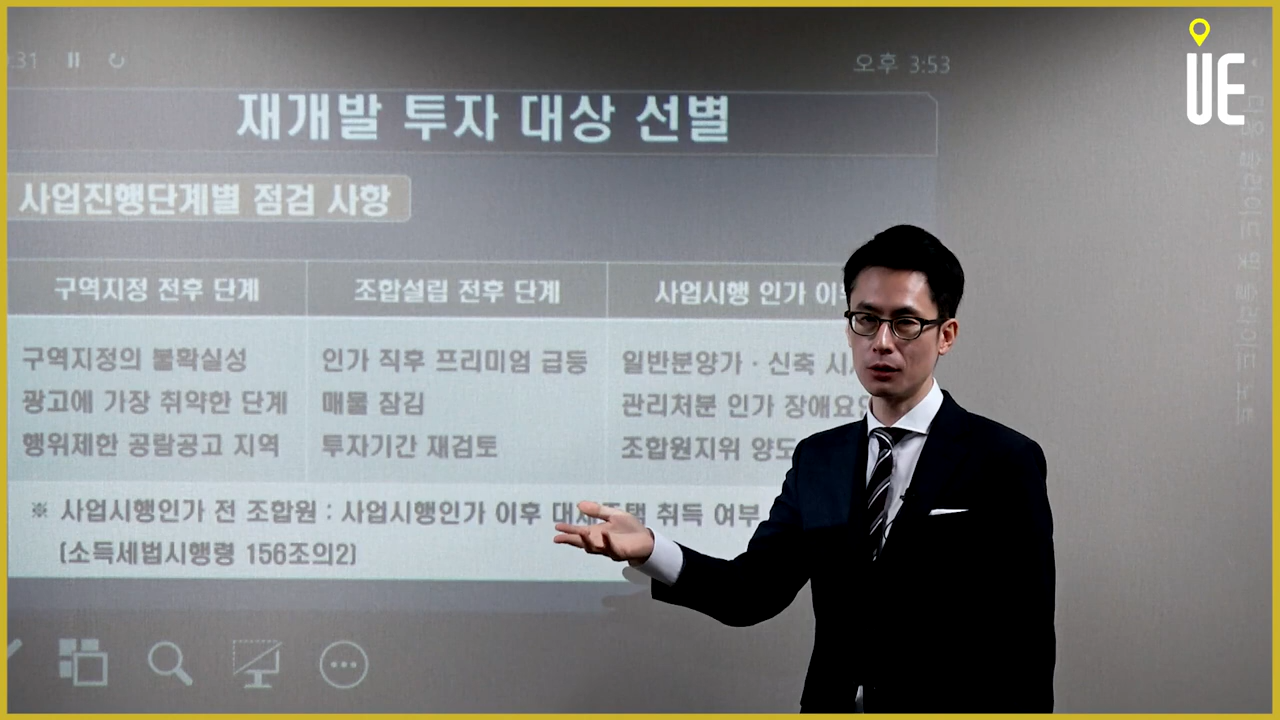 :31
오후 3:53
UE
재개발 투자 대상 선별
사업진행단계별 점검 사항
구역지정 전후 단계
조합설립 전후 단계
사업시행 인가
구역지정의 불확실성
인가 직후 프리미엄 급등
일반분양가 · 신축
광고에 가장 취약한 단계
매물 잠김
관리처분 인가
행위제한 공람공고 지역
투자기간 재검토
조합원지위 양도
※ 사업시행인가 전 조합원 : 사업시행인가 이후 취득 여부
(소득세법시행령 156조의2)